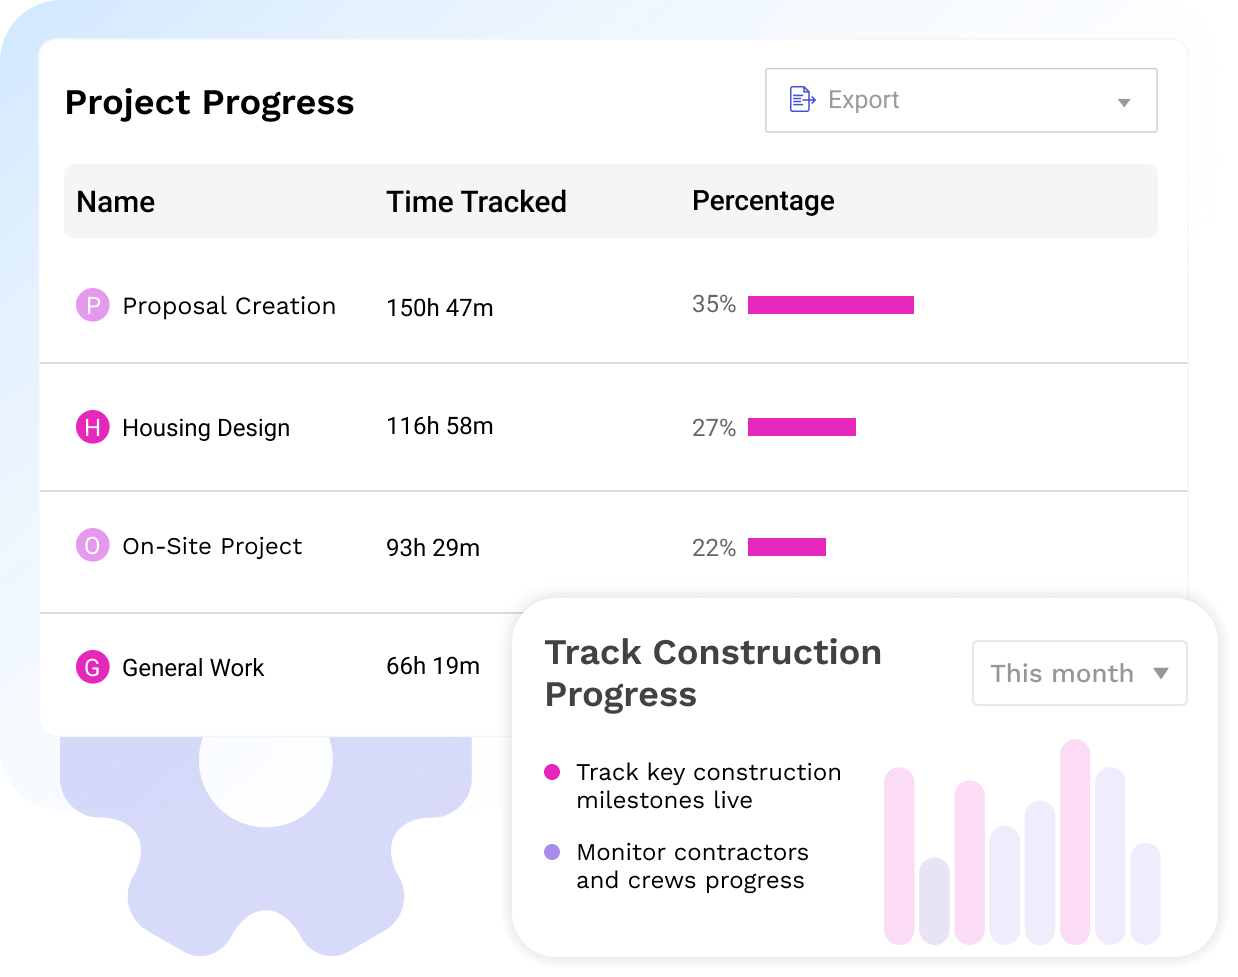 Project Progress
Export
Name Time Tracked Percentage
P Proposal Creation 150h 47m 35%
H Housing Design 116h 58m 27%
O On-Site Project 93h 29m 22%
G General Work 66h 19m
Track Construction
Progress
This month
Track key construction
milestones live
Monitor contractors
and crews progress